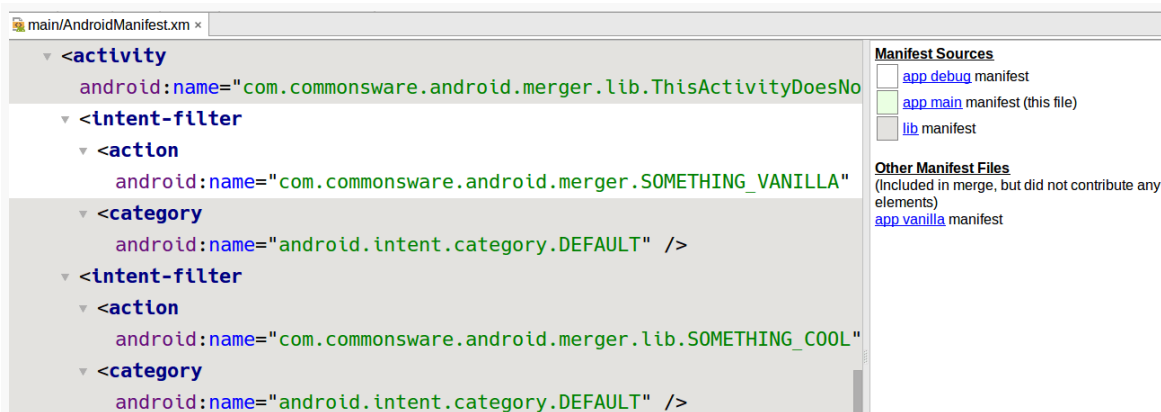 main/AndroidManifest.xm ×
<activity
android:name="com.commonsware.android.merger.lib.ThisActivityDoesNo
<intent-filter
<action
android:name="com.commonsware.android.merger.SOMETHING_VANILLA"
<category
android:name="android.intent.category.DEFAULT" />
<intent-filter
<action
android:name="com.commonsware.android.merger.lib.SOMETHING_COOL"
<category
android:name="android.intent.category.DEFAULT" />
Manifest Sources
app debug manifest
app main manifest (this file)
lib manifest
Other Manifest Files
(Included in merge, but did not contribute any
elements)
app vanilla manifest